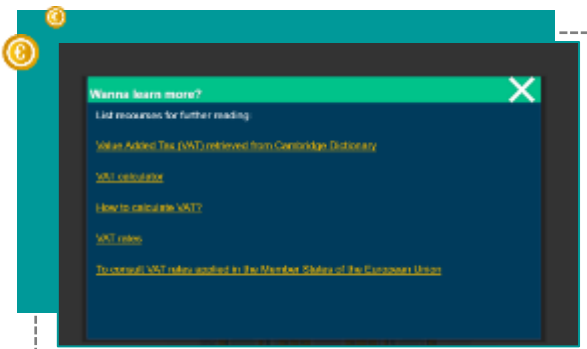 Wanna learn more?
List recourses for further reading
Value Added Tax (VAT) retrieved from Cambridge Dictionary
VAT calculator
How to calculate VAT?
VAT rates
To consult VAT rates applied in the Member States of the European Union